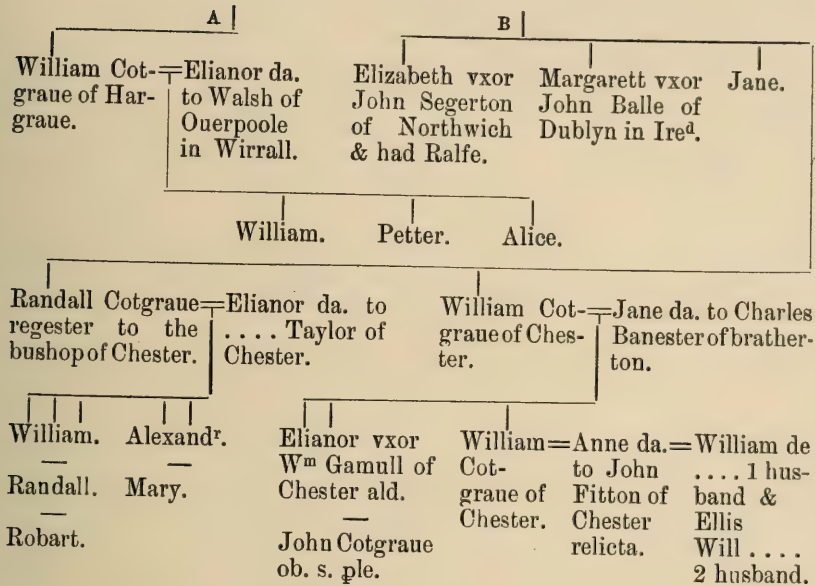 A
B
William Cot-
graue of Har-
graue.
Elianor da.
to Walsh of
Ouerpoole
in Wirrall.
Elizabeth vxor
John Segerton
of Northwich
& had Ralfe.
Margarett vxor
John Balle of
Dublyn in Ireᵈ.
Jane.
William.
Petter.
Alice.
Randall Cotgraue
regester to the
bushop of Chester.
Elianor da. to
.... Taylor of
Chester.
William Cot-
graue of Ches-
ter.
Jane da. to Charles
Banester of brather-
ton.
William.
Randall.
Robart.
Alexandʳ.
Mary.
Elianor vxor
Wᵐ Gamull of
Chester ald.
John Cotgraue
ob. s. ꝑle.
William
Cot-
graue of
Chester.
Anne da.
to John
Fitton of
Chester
relicta.
William de
.... 1 hus-
band &
Ellis
Will ....
2 husband.